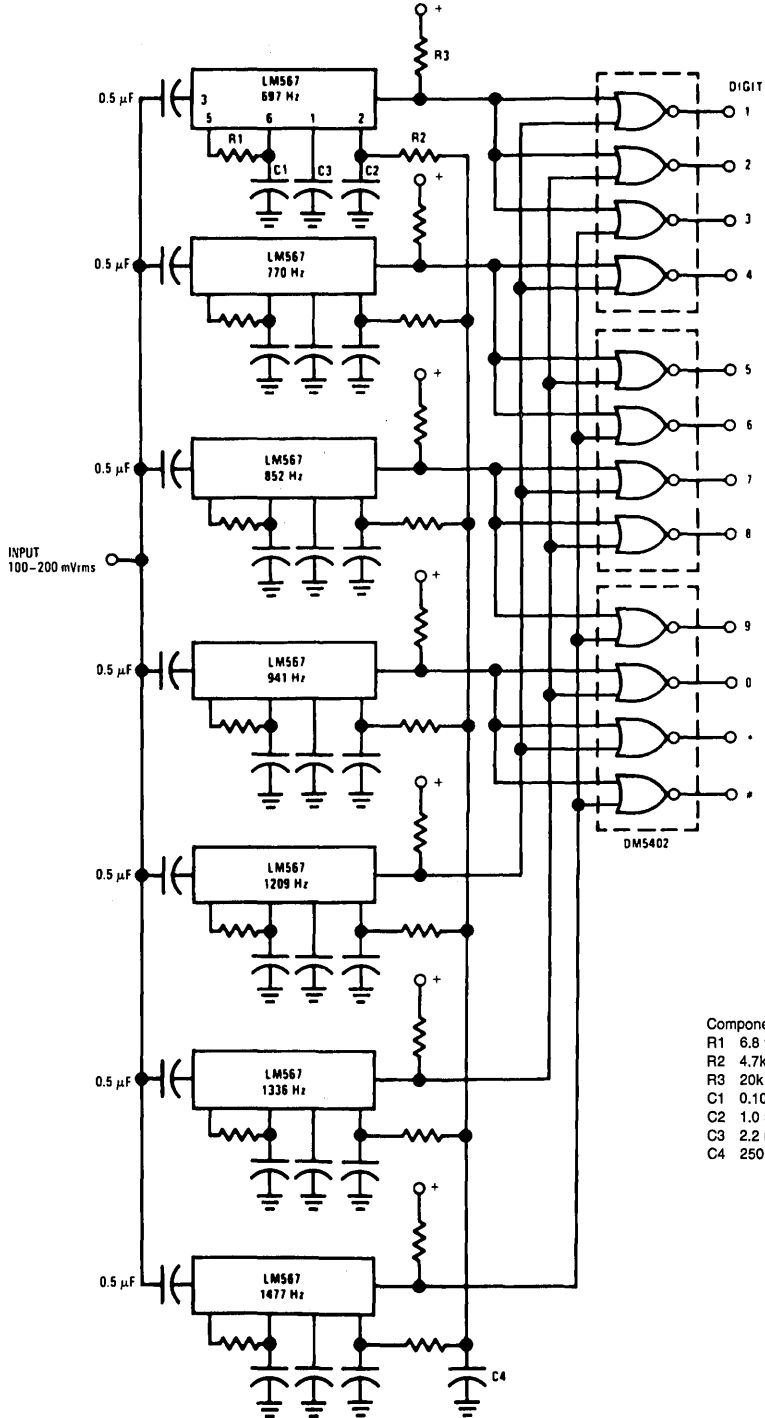 +
R3
0.5 µF
LM567
697 Hz
3
5
6
1
2
R1
C1
C3
C2
R2
DIGIT
1
2
3
4
+
0.5 µF
LM567
770 Hz
+
5
6
7
8
0.5 µF
LM567
852 Hz
INPUT
100–200 mVrms
+
9
0
*
#
DM5402
0.5 µF
LM567
941 Hz
+
0.5 µF
LM567
1209 Hz
+
0.5 µF
LM567
1336 Hz
+
0.5 µF
LM567
1477 Hz
C4
Compone
R1 6.8
R2 4.7k
R3 20k
C1 0.10
C2 1.0
C3 2.2
C4 250